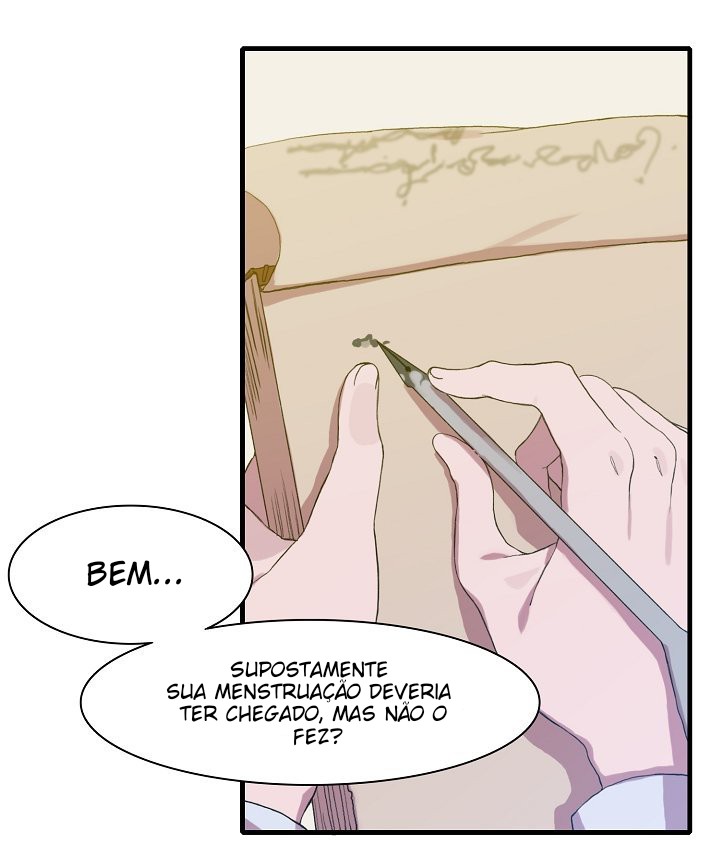 BEM...
SUPOSTAMENTE
SUA MENSTRUAÇÃO DEVERIA
TER CHEGADO, MAS NÃO O
FEZ?